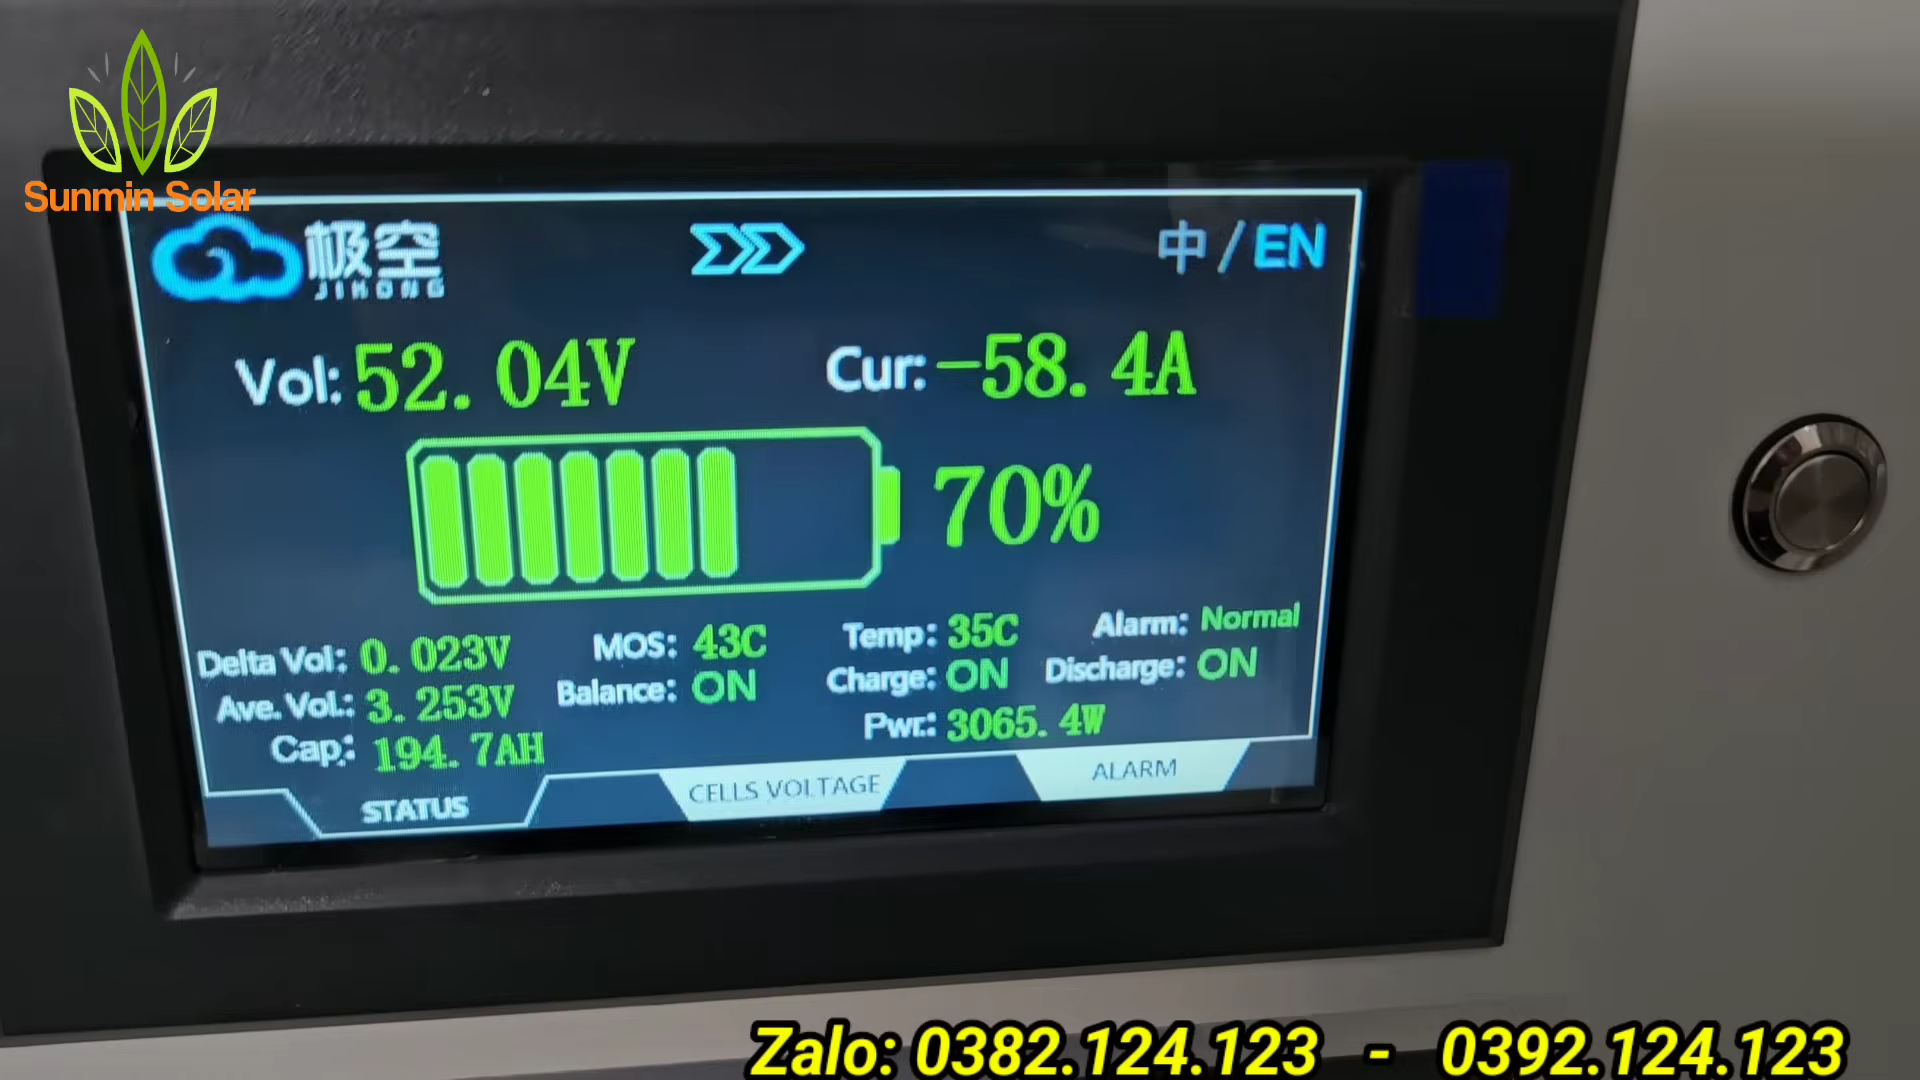 Sunmin Solar
极空
JIKONG
中/EN
Vol: 52.04V
Cur: -58.4A
70%
Delta Vol: 0.023V
MOS: 43C
Temp: 35C
Alarm: Normal
Ave. Vol.: 3.253V
Balance: ON
Charge: ON
Discharge: ON
Cap: 194.7AH
Pwr: 3065.4W
STATUS
CELLS VOLTAGE
ALARM
Zalo: 0382.124.123 - 0392.124.123